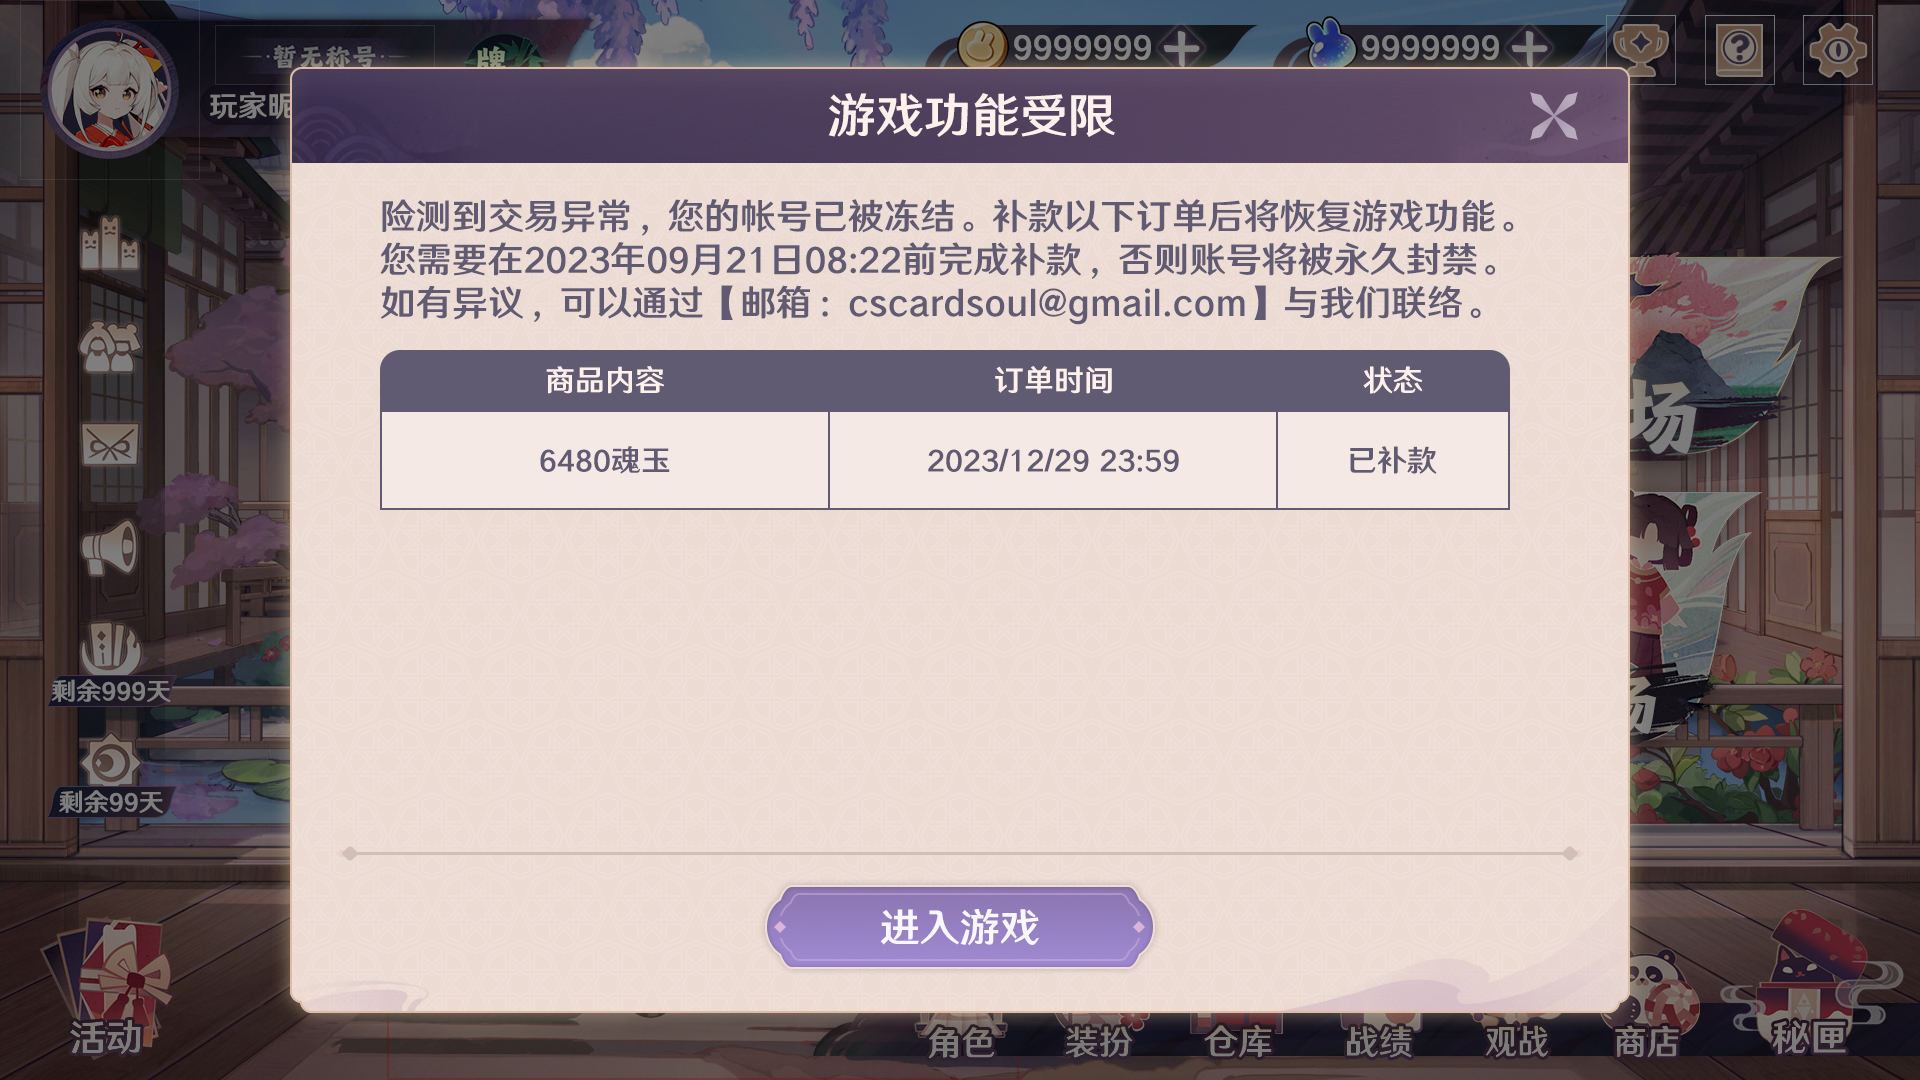 暂无称号
牌
9999999
9999999
玩家昵
游戏功能受限
险测到交易异常，您的帐号已被冻结。补款以下订单后将恢复游戏功能。
您需要在2023年09月21日08:22前完成补款，否则账号将被永久封禁。
如有异议，可以通过【邮箱：cscardsoul@gmail.com】与我们联络。
商品内容 订单时间 状态
6480魂玉 2023/12/29 23:59 已补款
场
剩余999天
场
剩余99天
进入游戏
活动 角色 装扮 仓库 战绩 观战 商店 秘匣